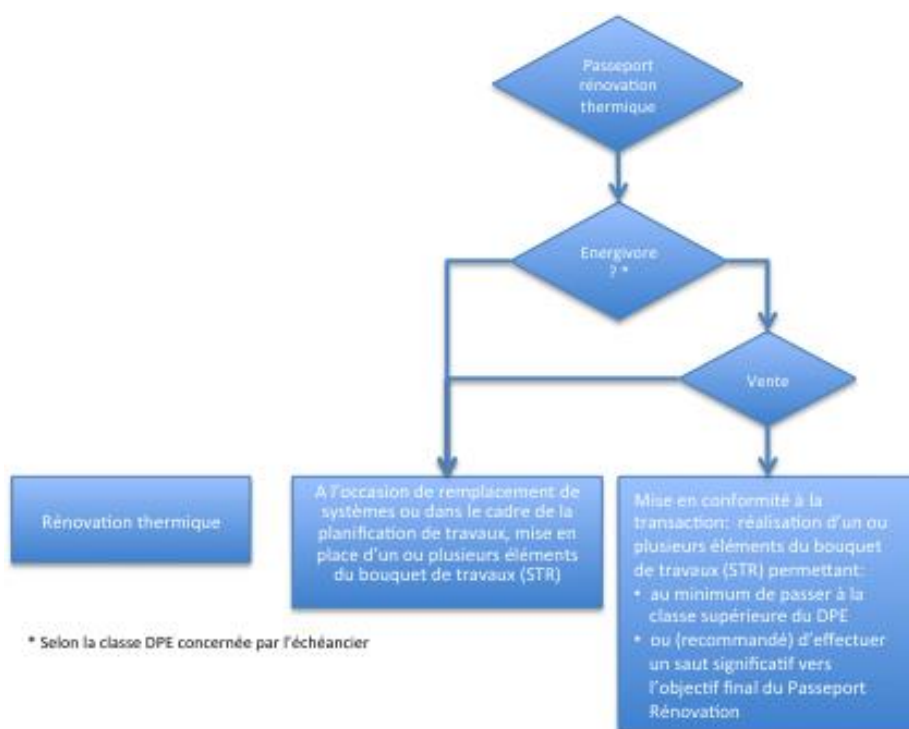 Passeport
rénovation
thermique
Energivore
? *
Vente
Rénovation thermique
A l'occasion de remplacement de
systèmes ou dans le cadre de la
planification de travaux, mise en
place d'un ou plusieurs éléments
du bouquet de travaux (STR)
Mise en conformité à la
transaction: réalisation d'un ou
plusieurs éléments du bouquet
de travaux (STR) permettant:
• au minimum de passer à la
classe supérieure du DPE
• ou (recommandé) d'effectuer
un saut significatif vers
l'objectif final du Passeport
Rénovation
* Selon la classe DPE concernée par l'échéancier